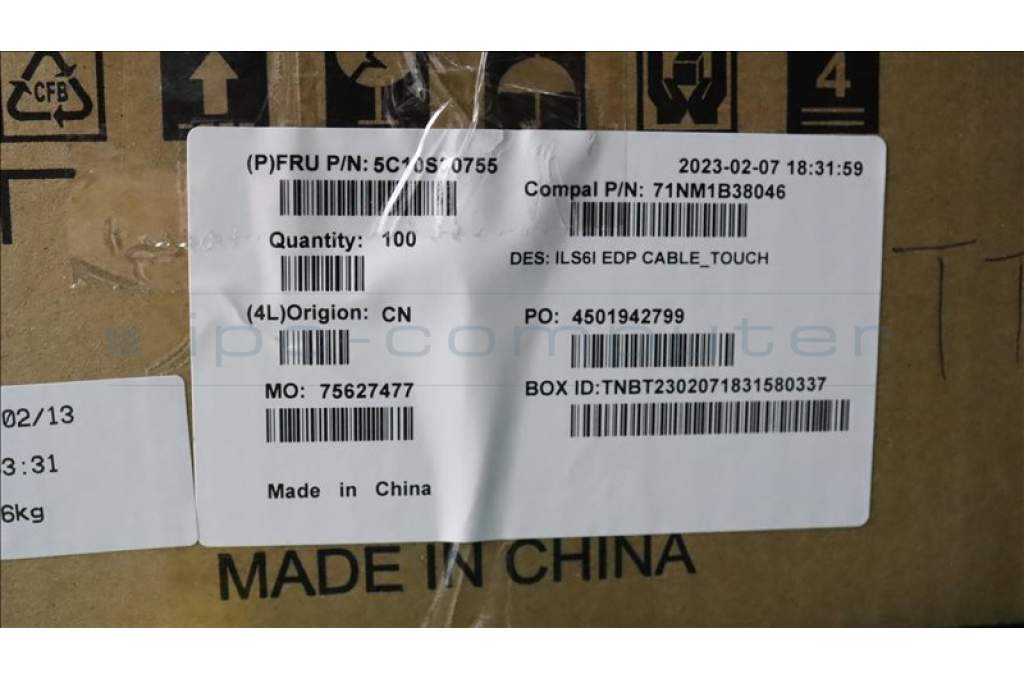 CFB
4
(P)FRU P/N: 5C10S30755
2023-02-07 18:31:59
Compal P/N: 71NM1B38046
Quantity: 100
DES: ILS6I EDP CABLE_TOUCH
(4L)Origion: CN
PO: 4501942799
ipc-computer
MO: 75627477
BOX ID:TNBT2302071831580337
02/13
3:31
6kg
Made in China
MADE IN CHINA